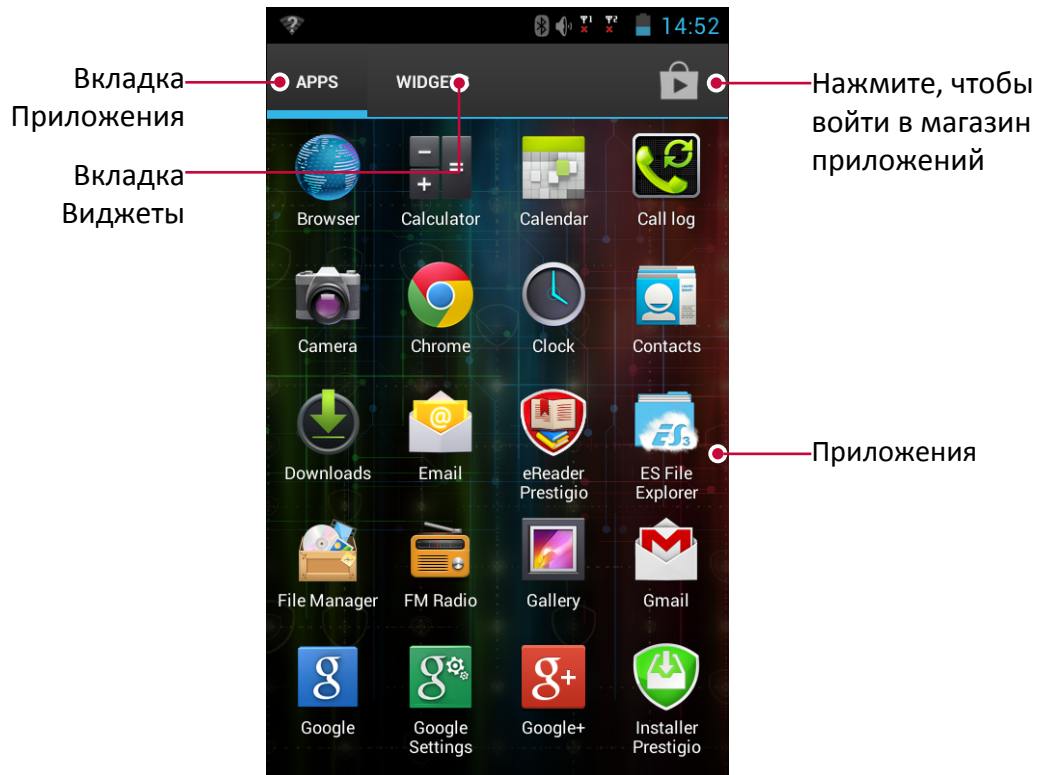 14:52
Вкладка
Приложения
APPS
WIDGETS
Нажмите, чтобы
войти в магазин
приложений
Вкладка
Виджеты
Browser
Calculator
Calendar
Call log
Camera
Chrome
Clock
Contacts
Downloads
Email
eReader
Prestigio
ES File
Explorer
Приложения
File Manager
FM Radio
Gallery
Gmail
Google
Google
Settings
Google+
Installer
Prestigio